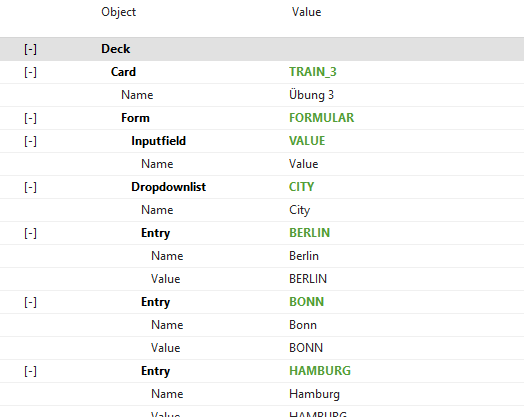 Object Value
[-] Deck
[-] Card TRAIN_3
Name Übung 3
[-] Form FORMULAR
[-] Inputfield VALUE
Name Value
[-] Dropdownlist CITY
Name City
[-] Entry BERLIN
Name Berlin
Value BERLIN
[-] Entry BONN
Name Bonn
Value BONN
[-] Entry HAMBURG
Name Hamburg
Value HAMBURG